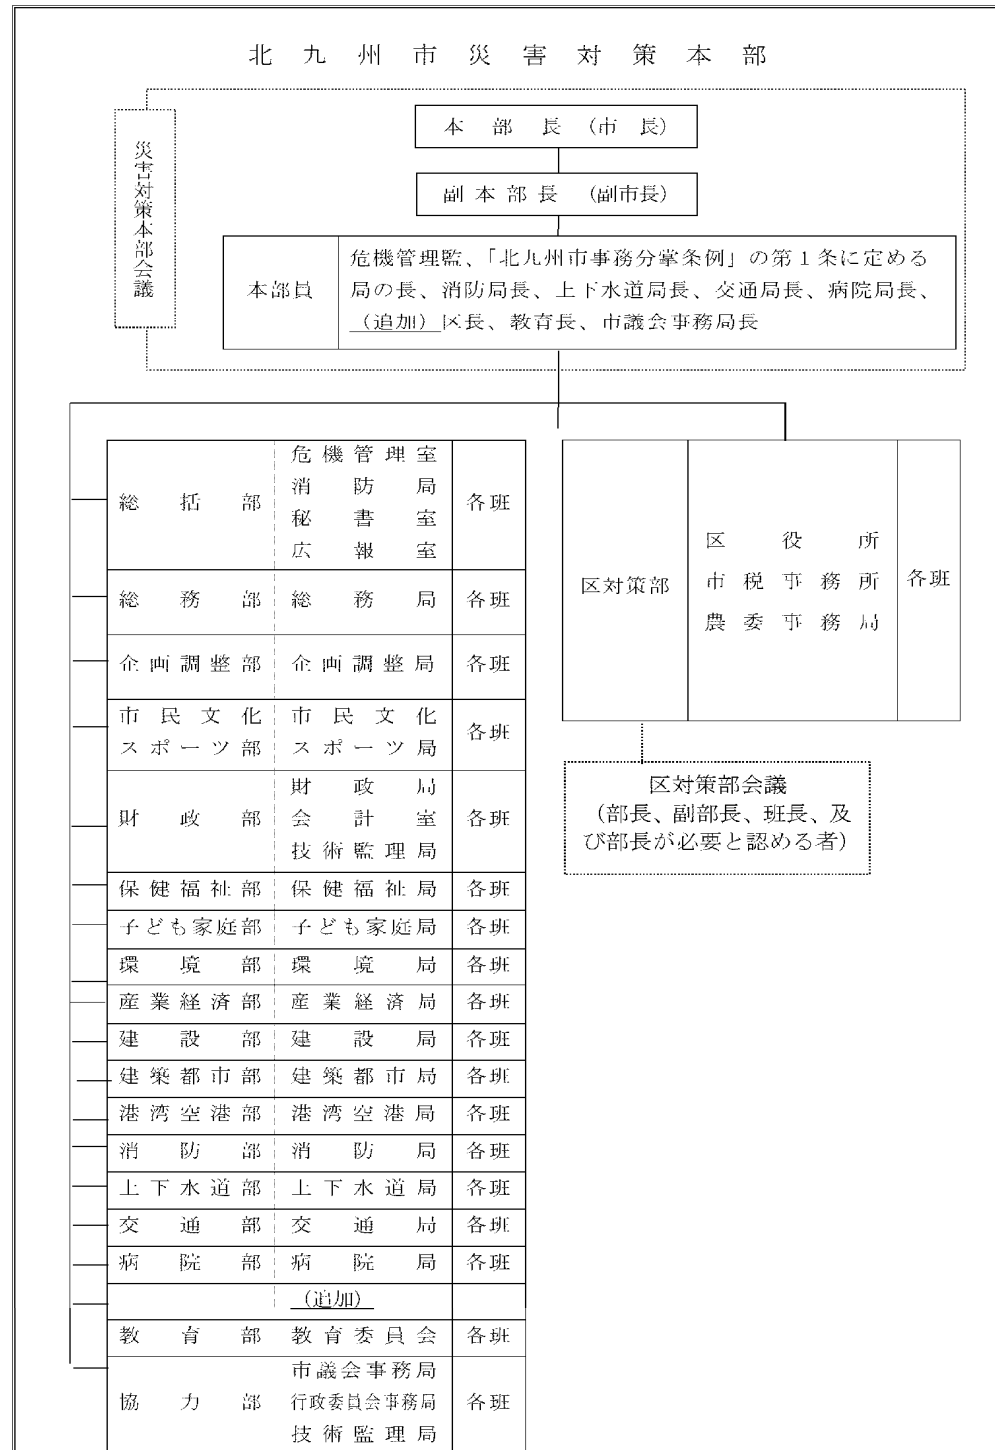 北九州市災害対策本部
災害対策本部会議
本部長（市長）
副本部長（副市長）
本部員
危機管理監、「北九州市事務分掌条例」の第１条に定める
局の長、消防局長、上下水道局長、交通局長、病院局長、
（追加）区長、教育長、市議会事務局長
総括部
危機管理室
消防局
秘書室
広報室
各班
総務部 総務局 各班
企画調整部 企画調整局 各班
市民文化
スポーツ部
市民文化
スポーツ局
各班
財政部
財政局
会計室
技術監理局
各班
保健福祉部 保健福祉局 各班
子ども家庭部 子ども家庭局 各班
環境部 環境局 各班
産業経済部 産業経済局 各班
建設部 建設局 各班
建築都市部 建築都市局 各班
港湾空港部 港湾空港局 各班
消防部 消防局 各班
上下水道部 上下水道局 各班
交通部 交通局 各班
病院部 病院局 各班
（追加）
教育部 教育委員会 各班
協力部
市議会事務局
行政委員会事務局
技術監理局
各班
区対策部
区役所
市税事務所
農委事務局
各班
区対策部会議
（部長、副部長、班長、及
び部長が必要と認める者）